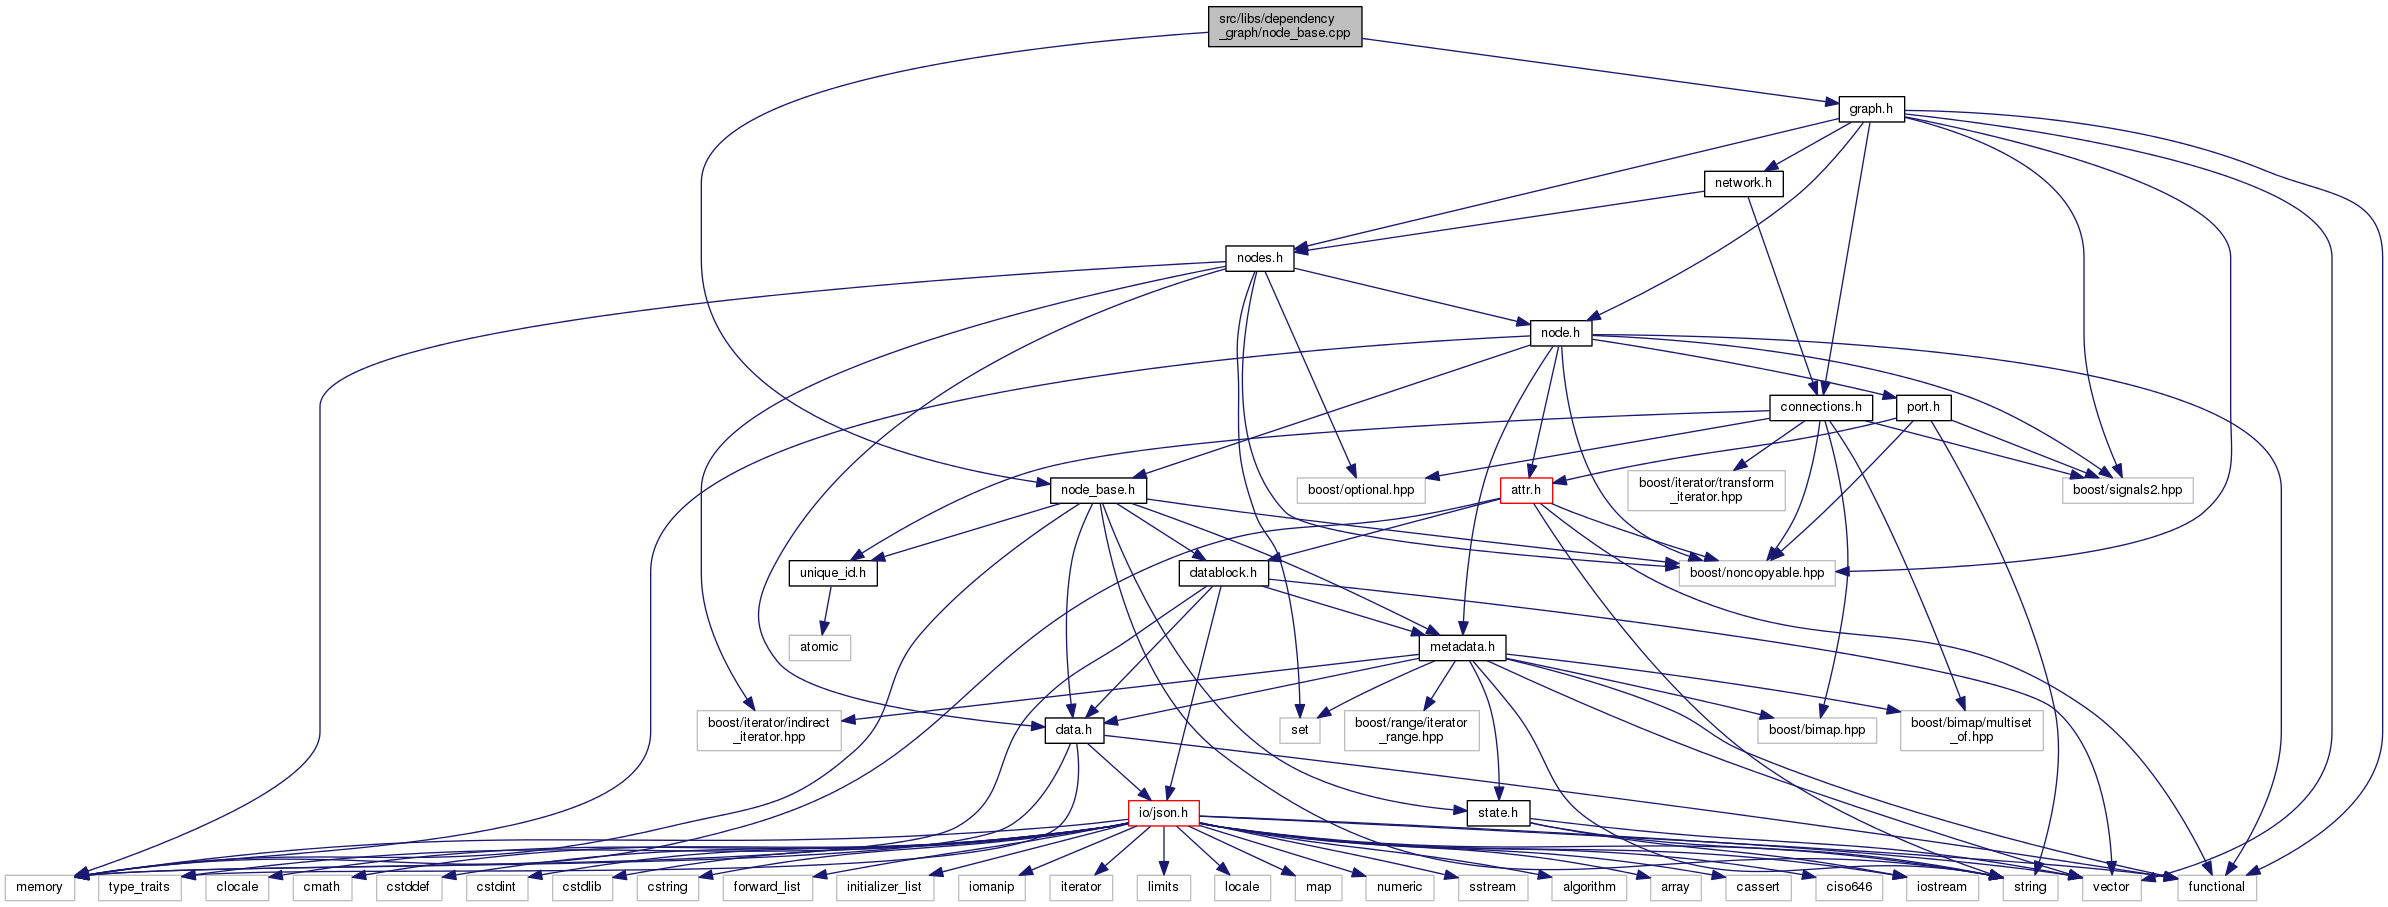 src/libs/dependency
_graph/node_base.cpp
graph.h
network.h
nodes.h
node.h
connections.h
port.h
node_base.h
boost/optional.hpp
attr.h
boost/iterator/transform
_iterator.hpp
boost/signals2.hpp
unique_id.h
datablock.h
boost/noncopyable.hpp
atomic
metadata.h
boost/iterator/indirect
_iterator.hpp
data.h
set
boost/range/iterator
_range.hpp
boost/bimap.hpp
boost/bimap/multiset
_of.hpp
io/json.h
state.h
memory
type_traits
clocale
cmath
cstddef
cstdint
cstdlib
cstring
forward_list
initializer_list
iomanip
iterator
limits
locale
map
numeric
sstream
algorithm
array
cassert
ciso646
iostream
string
vector
functional